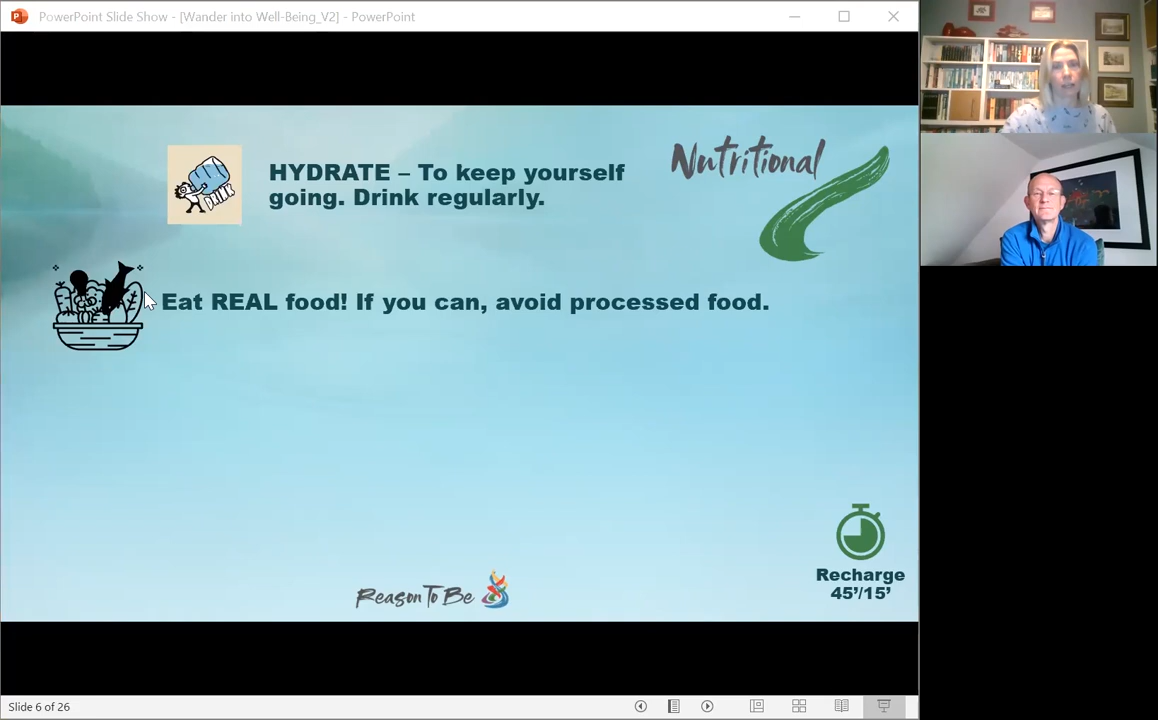 PowerPoint Slide Show - [Wander into Well-Being_V2] - PowerPoint
HYDRATE – To keep yourself
going. Drink regularly.
DRINK
Nutritional
Eat REAL food! If you can, avoid processed food.
Recharge
45’/15’
Reason To Be
Slide 6 of 26